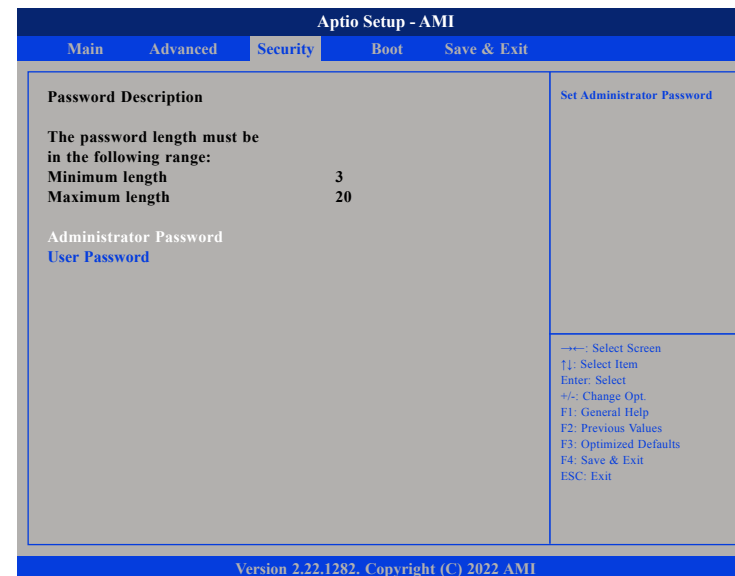 Aptio Setup - AMI
Main Advanced Security Boot Save & Exit
Password Description
The password length must be
in the following range:
Minimum length 3
Maximum length 20
Administrator Password
User Password
Set Administrator Password
→←: Select Screen
↑↓: Select Item
Enter: Select
+/-: Change Opt.
F1: General Help
F2: Previous Values
F3: Optimized Defaults
F4: Save & Exit
ESC: Exit
Version 2.22.1282. Copyright (C) 2022 AMI